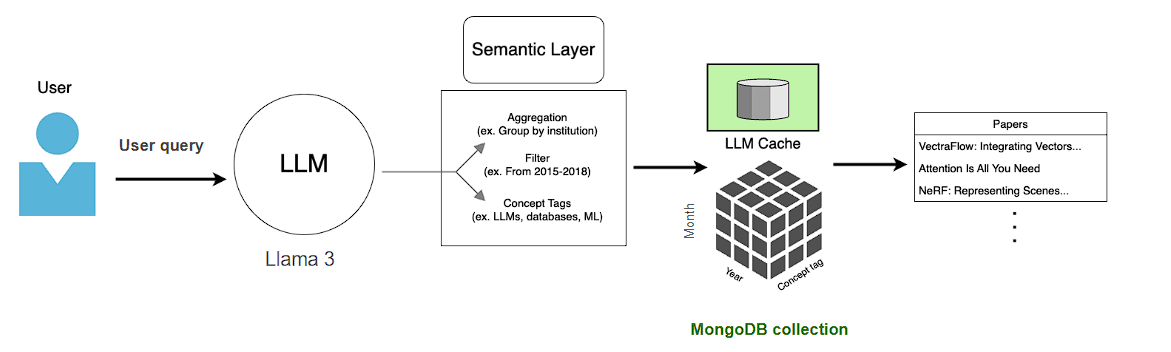 User
User query
LLM
Llama 3
Semantic Layer
Aggregation
(ex. Group by institution)
Filter
(ex. From 2015-2018)
Concept Tags
(ex. LLMs, databases, ML)
LLM Cache
Month
Year
Concept tag
MongoDB collection
Papers
VectraFlow: Integrating Vectors...
Attention Is All You Need
NeRF: Representing Scenes...